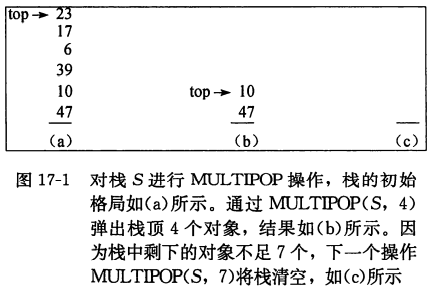 top → 23
17
6
39
10 top → 10
47 47
(a) (b) (c)
图 17-1 对栈 S 进行 MULTIPOP 操作，栈的初始
格局如(a)所示。通过 MULTIPOP(S，4)
弹出栈顶 4 个对象，结果如(b)所示。因
为栈中剩下的对象不足 7 个，下一个操作
MULTIPOP(S，7)将栈清空，如(c)所示